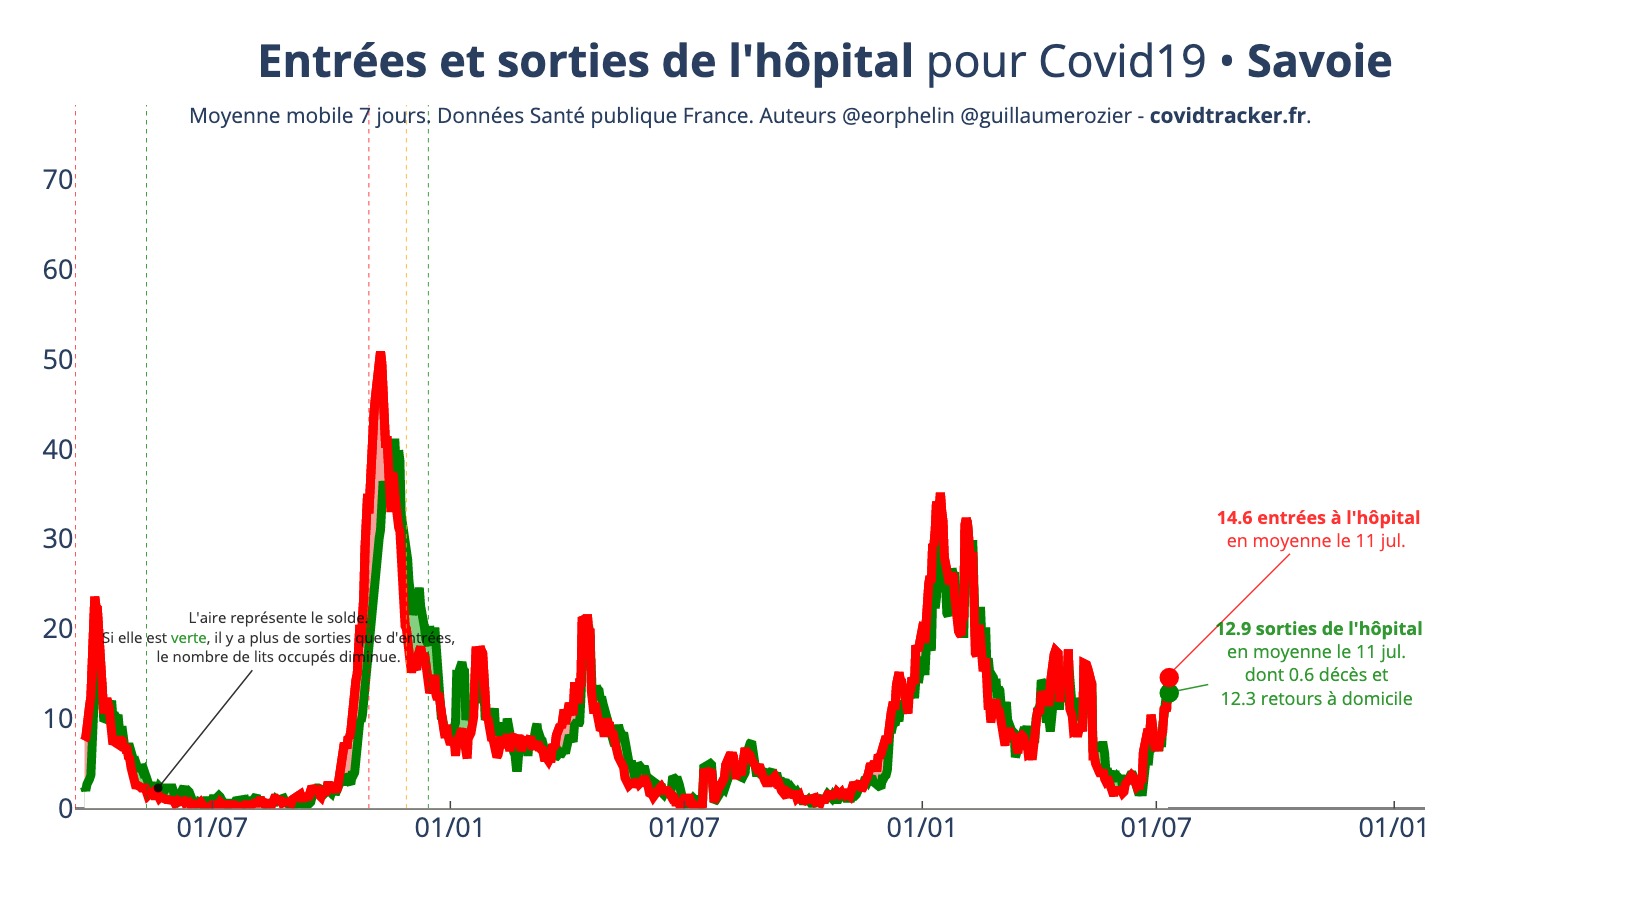 Entrées et sorties de l'hôpital pour Covid19 • Savoie
Moyenne mobile 7 jours. Données Santé publique France. Auteurs @eorphelin @guillaumerozier - covidtracker.fr.
70
60
50
40
30
20
10
0
L'aire représente le solde.
Si elle est verte, il y a plus de sorties que d'entrées,
le nombre de lits occupés diminue.
14.6 entrées à l'hôpital
en moyenne le 11 jul.
12.9 sorties de l'hôpital
en moyenne le 11 jul.
dont 0.6 décès et
12.3 retours à domicile
01/07
01/01
01/07
01/01
01/07
01/01